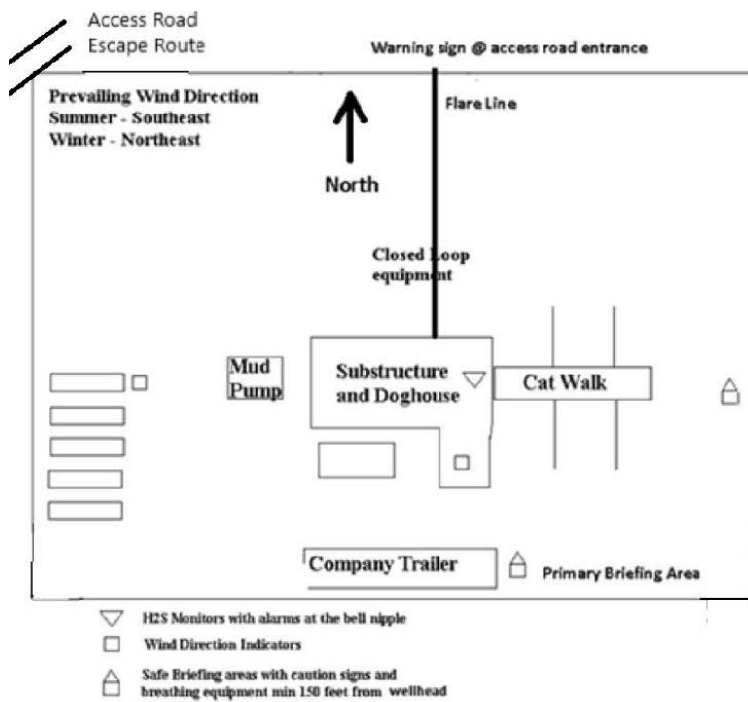 Access Road
Escape Route
Warning sign @ access road entrance
Prevailing Wind Direction
Summer - Southeast
Winter - Northeast
Flare Line
North
Closed Loop
equipment
Mud
Pump
Substructure
and Doghouse
Cat Walk
Company Trailer
Primary Briefing Area
H2S Monitors with alarms at the bell nipple
Wind Direction Indicators
Safe Briefing areas with caution signs and
breathing equipment min 150 feet from wellhead